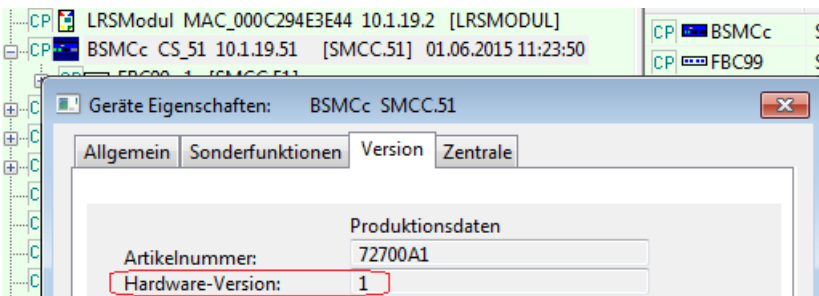 CP LRSModul MAC_000C294E3E44 10.1.19.2 [LRSMODUL]
CP BSMCc CS_51 10.1.19.51 [SMCC.51] 01.06.2015 11:23:50
CP BSMCc
CP FBC99
Geräte Eigenschaften: BSMCc SMCC.51
Allgemein Sonderfunktionen Version Zentrale
Produktionsdaten
Artikelnummer: 72700A1
Hardware-Version: 1